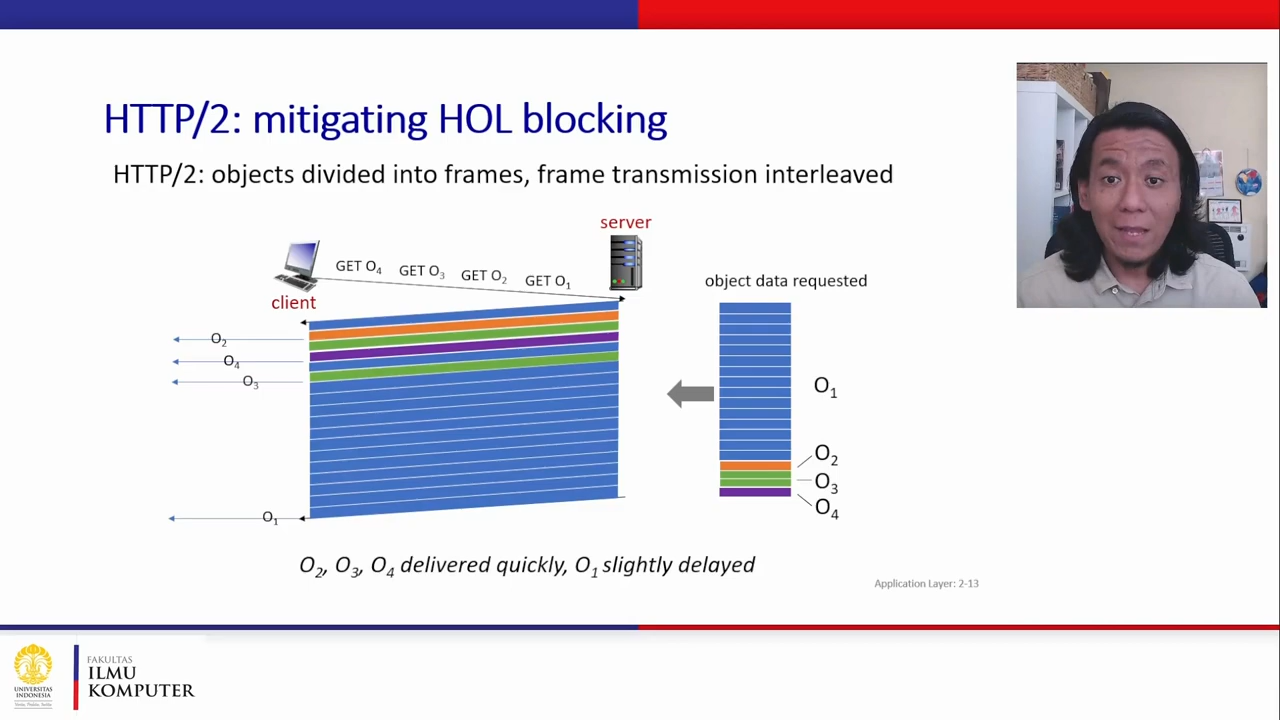 HTTP/2: mitigating HOL blocking
HTTP/2: objects divided into frames, frame transmission interleaved
server
GET O4 GET O3 GET O2 GET O1
object data requested
client
O2
O4
O3
O1
O1
O2
O3
O4
O2, O3, O4 delivered quickly, O1 slightly delayed
Application Layer: 2-13
UNIVERSITAS
INDONESIA
FAKULTAS
ILMU
KOMPUTER